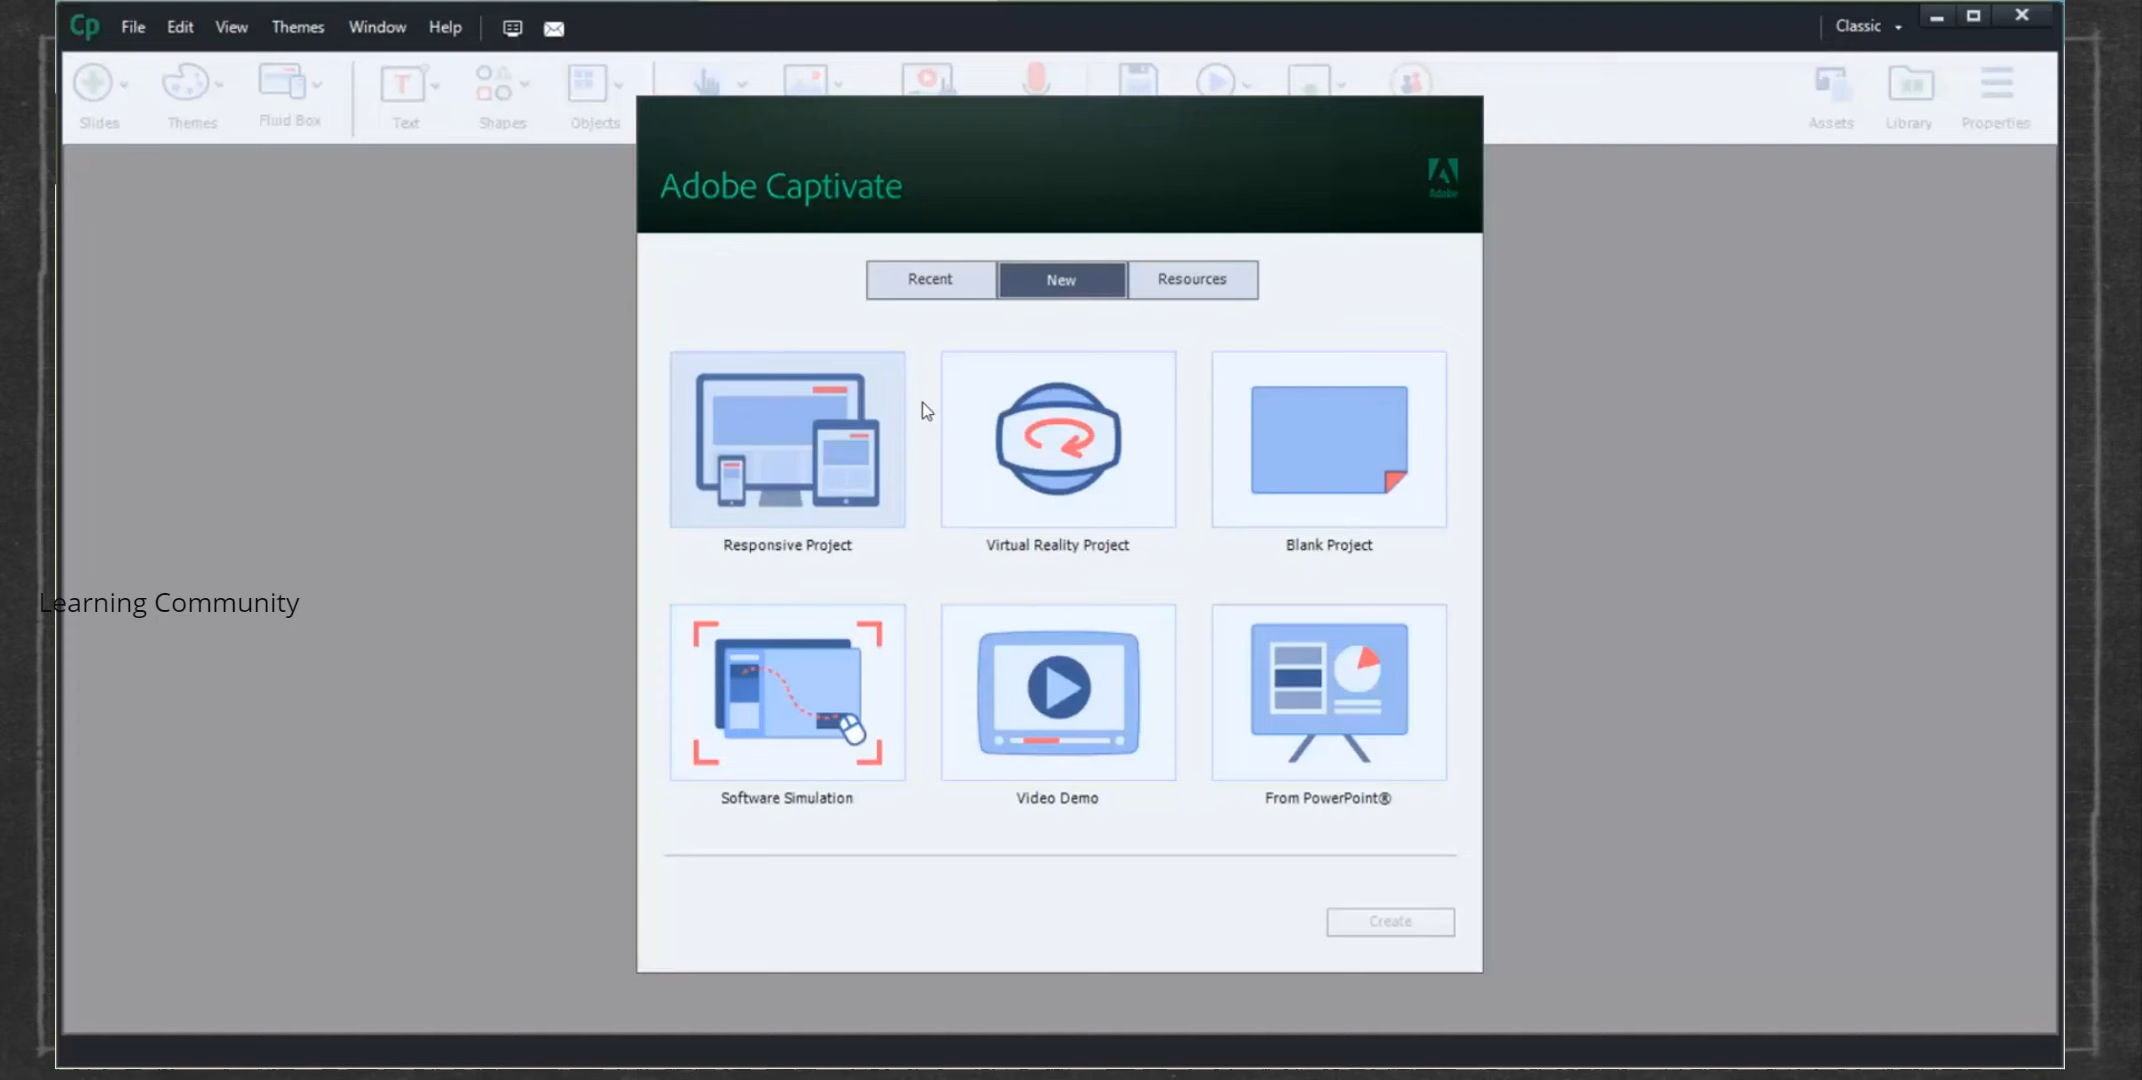 Cp File Edit View Themes Window Help Classic
Slides Themes Fluid Box Text Shapes Objects Assets Library Properties
Adobe Captivate
Adobe
Recent New Resources
Responsive Project Virtual Reality Project Blank Project
Learning Community
Software Simulation Video Demo From PowerPoint®
Create